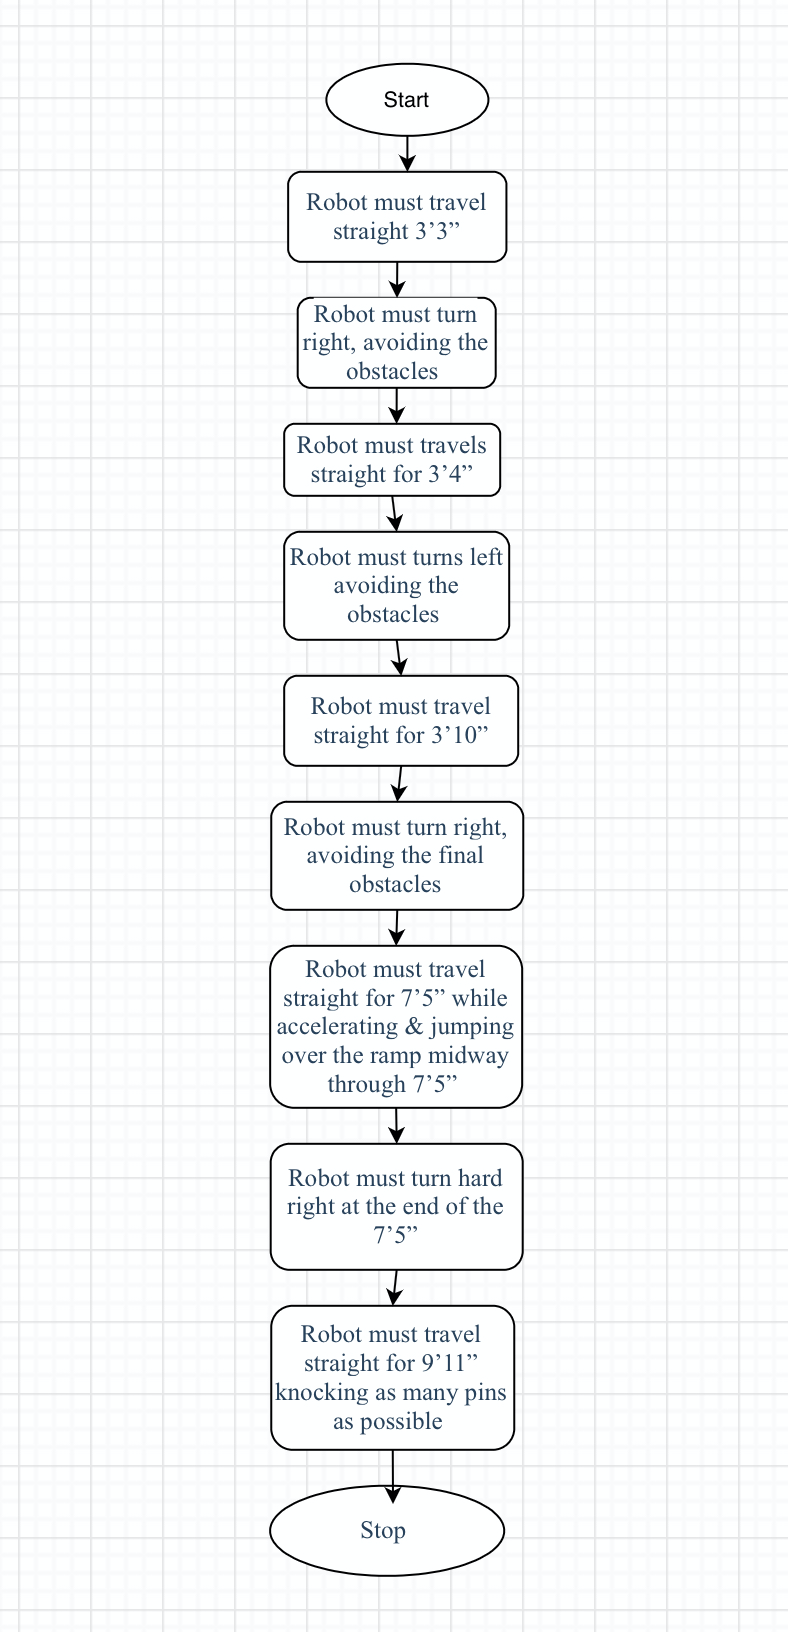 Start
Robot must travel
straight 3’3”
Robot must turn
right, avoiding the
obstacles
Robot must travels
straight for 3’4”
Robot must turns left
avoiding the
obstacles
Robot must travel
straight for 3’10”
Robot must turn right,
avoiding the final
obstacles
Robot must travel
straight for 7’5” while
accelerating & jumping
over the ramp midway
through 7’5”
Robot must turn hard
right at the end of the
7’5”
Robot must travel
straight for 9’11”
knocking as many pins
as possible
Stop